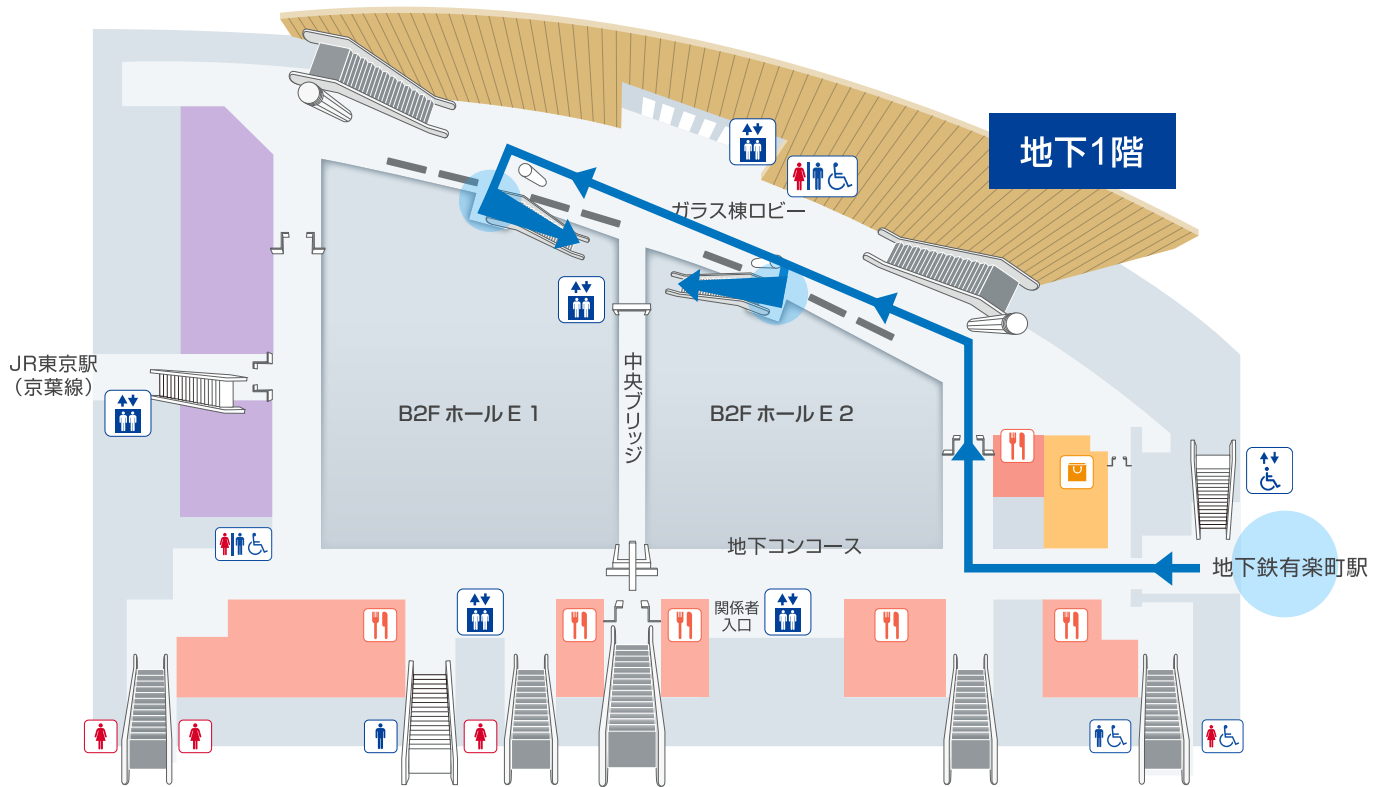 地下1階
ガラス棟ロビー
JR東京駅
（京葉線）
中央ブリッジ
B2F ホール E 1
B2F ホール E 2
地下コンコース
地下鉄有楽町駅
関係者
入口